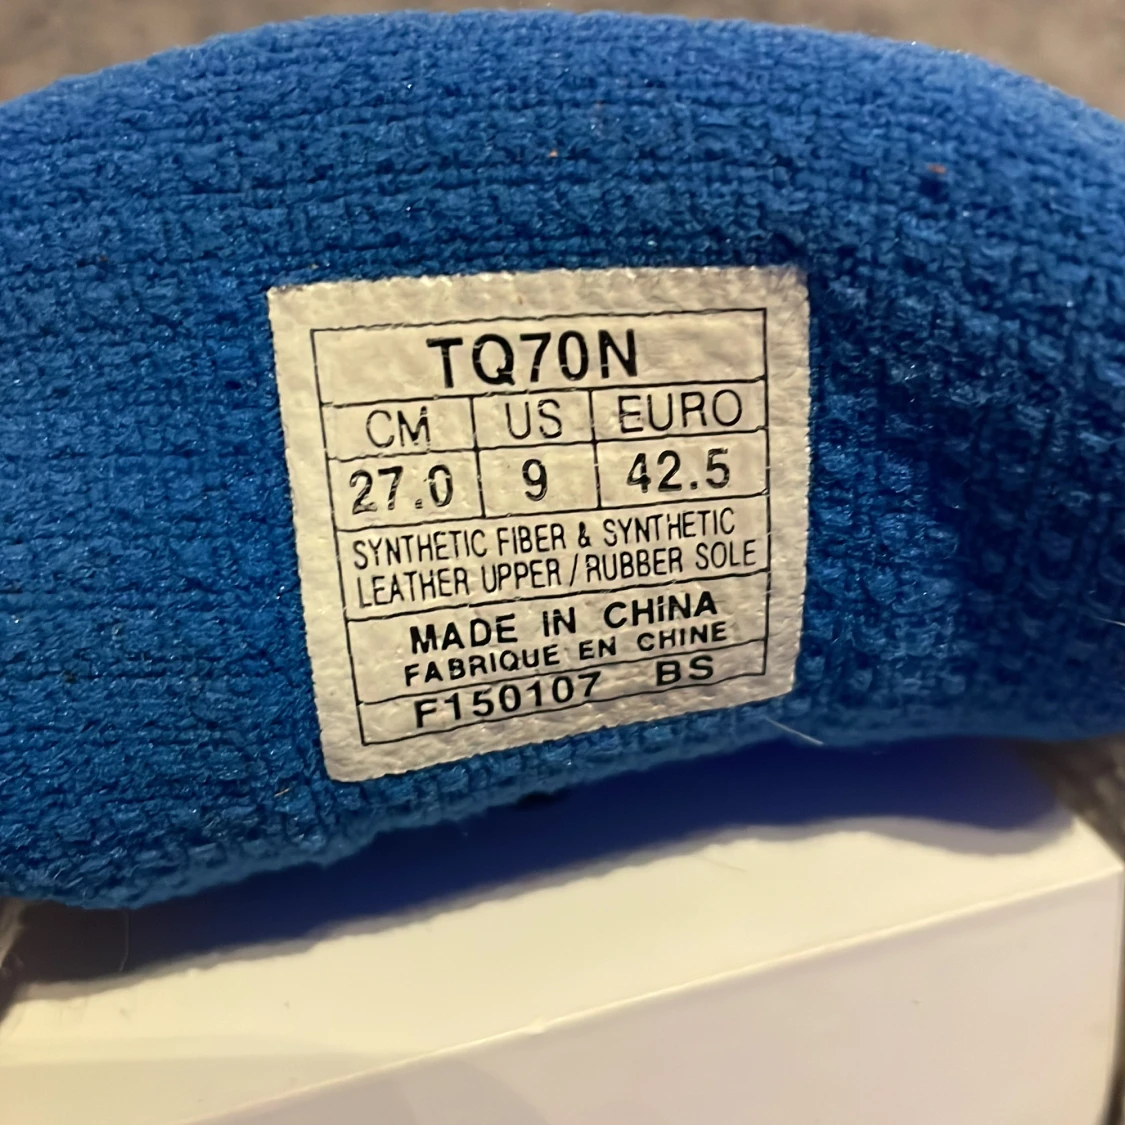 TQ70N
CM US EURO
27.0 9 42.5
SYNTHETIC FIBER & SYNTHETIC
LEATHER UPPER / RUBBER SOLE
MADE IN CHINA
FABRIQUE EN CHINE
F150107 BS